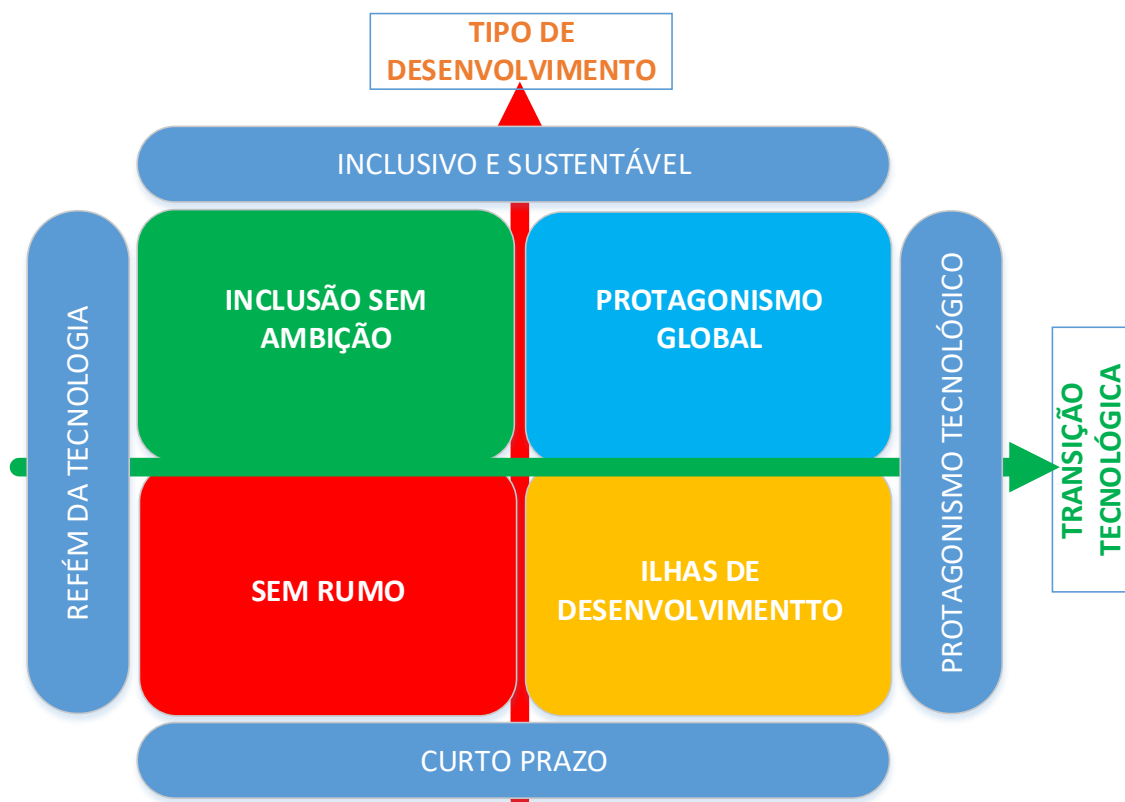 TIPO DE
DESENVOLVIMENTO
INCLUSIVO E SUSTENTÁVEL
REFÉM DA TECNOLOGIA
INCLUSÃO SEM
AMBIÇÃO
PROTAGONISMO
GLOBAL
PROTAGONISMO TECNOLÓGICO
TRANSIÇÃO
TECNOLÓGICA
SEM RUMO
ILHAS DE
DESENVOLVIMENTTO
CURTO PRAZO